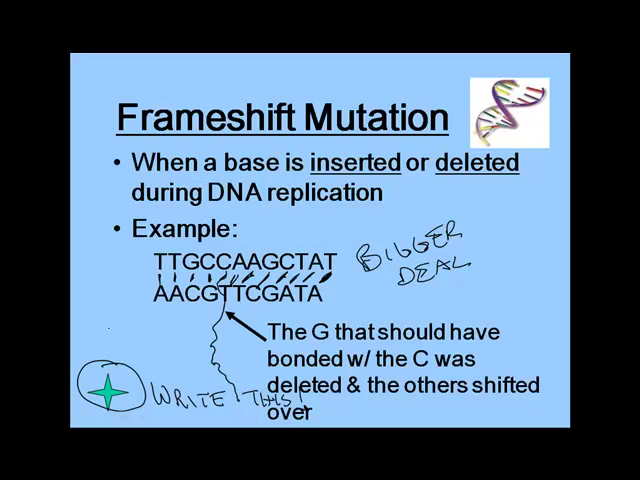 Frameshift Mutation
• When a base is inserted or deleted
during DNA replication
• Example:
TTGCCAAGCTAT
AACGTTCGATA
BIGGER
DEAL
The G that should have
bonded w/ the C was
deleted & the others shifted
over
WRITE THIS!